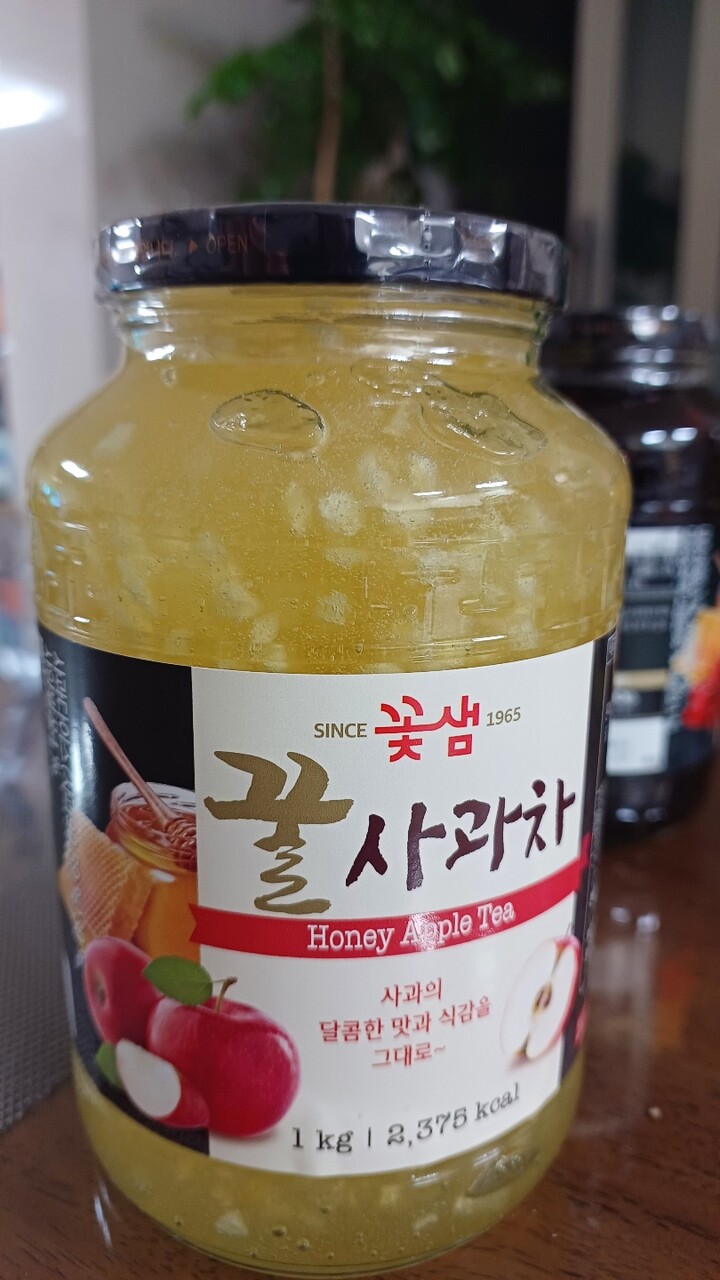 ▶ OPEN
SINCE 꽃샘 1965
꿀사과차
Honey Apple Tea
사과의
달콤한 맛과 식감을
그대로~
1 kg | 2,375 kcal